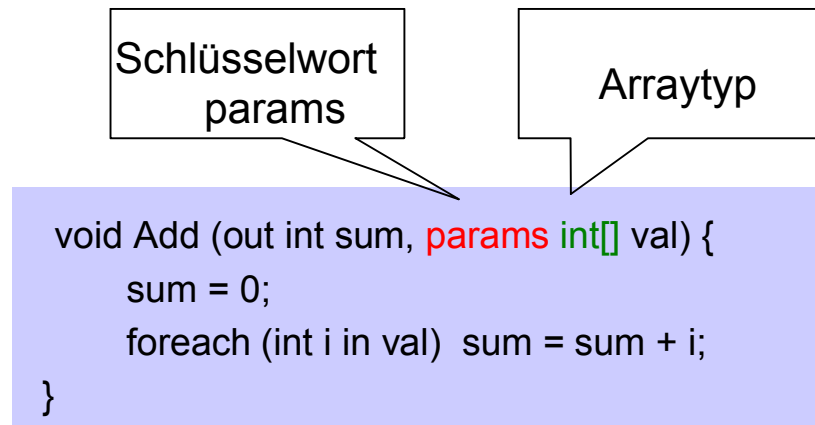 Schlüsselwort
params
Arraytyp
void Add (out int sum, params int[] val) {
sum = 0;
foreach (int i in val)  sum = sum + i;
}